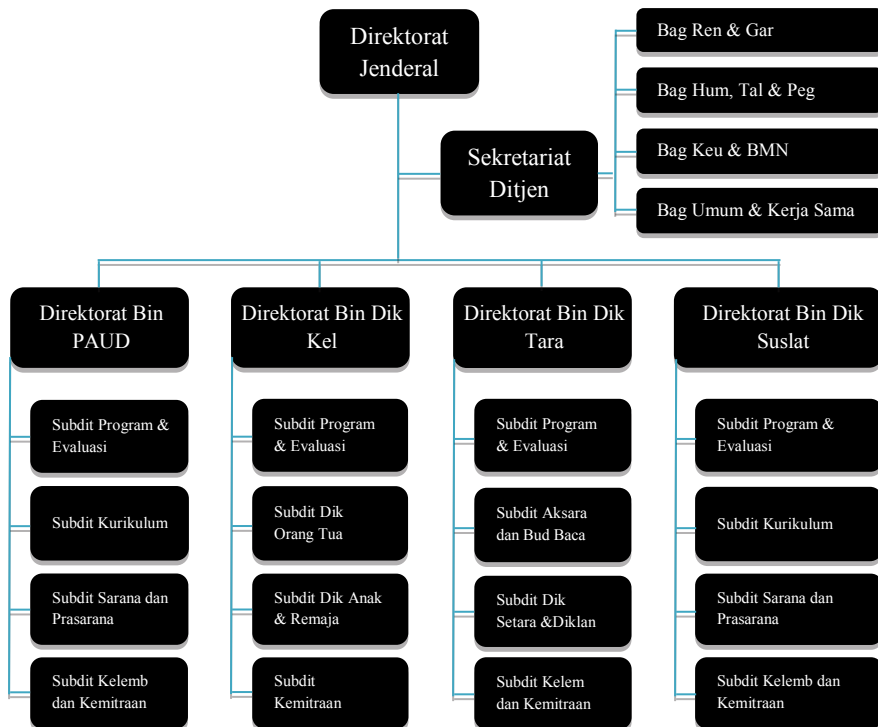 Direktorat
Jenderal
Sekretariat
Ditjen
Bag Ren & Gar
Bag Hum, Tal & Peg
Bag Keu & BMN
Bag Umum & Kerja Sama
Direktorat Bin
PAUD
Subdit Program &
Evaluasi
Subdit Kurikulum
Subdit Sarana dan
Prasarana
Subdit Kelemb
dan Kemitraan
Direktorat Bin Dik
Kel
Subdit Program
& Evaluasi
Subdit Dik
Orang Tua
Subdit Dik Anak
& Remaja
Subdit
Kemitraan
Direktorat Bin Dik
Tara
Subdit Program
& Evaluasi
Subdit Aksara
dan Bud Baca
Subdit Dik
Setara &Diklan
Subdit Kelem
dan Kemitraan
Direktorat Bin Dik
Suslat
Subdit Program &
Evaluasi
Subdit Kurikulum
Subdit Sarana dan
Prasarana
Subdit Kelemb dan
Kemitraan